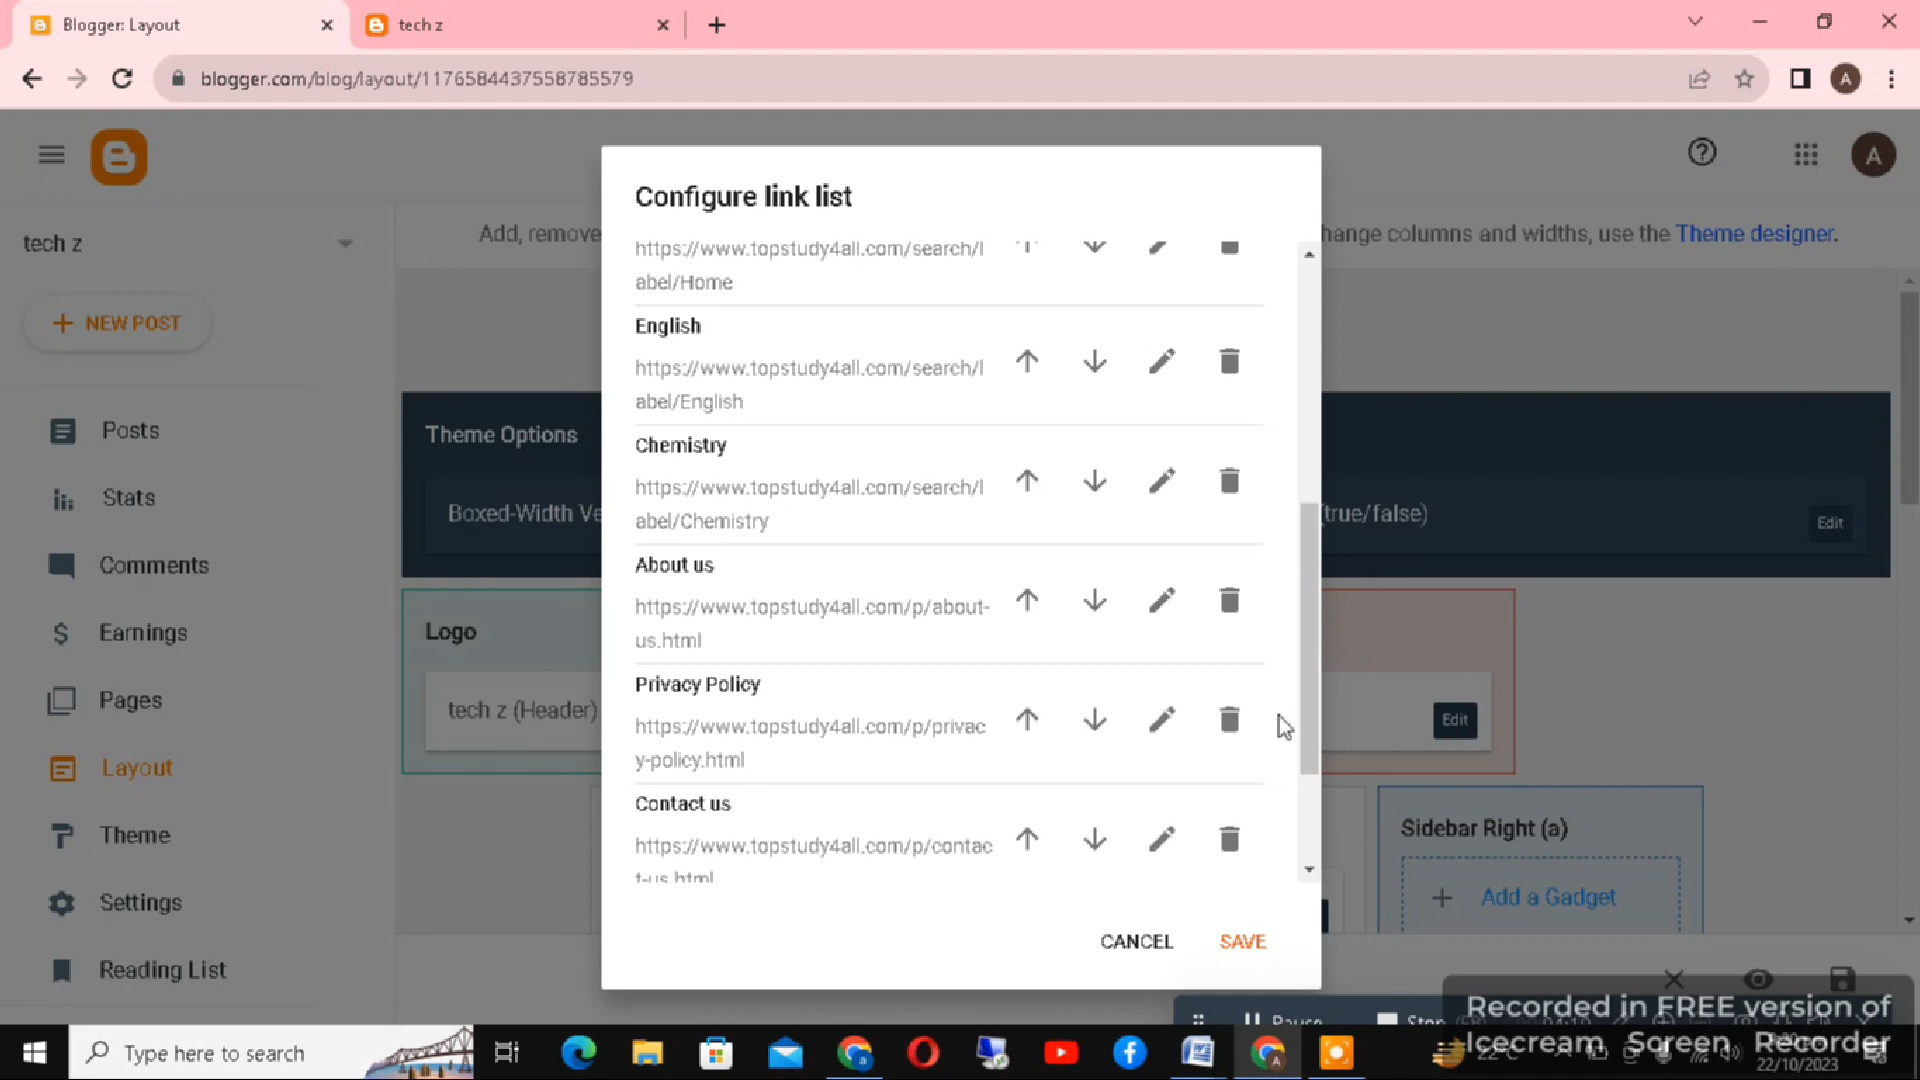 Blogger: Layout
tech z
blogger.com/blog/layout/1176584437558785579
A
A
tech z
NEW POST
Posts
Stats
Comments
Earnings
Pages
Layout
Theme
Settings
Reading List
Add, remove
hange columns and widths, use the Theme designer.
Theme Options
Boxed-Width Ve
(true/false)
Edit
Logo
tech z (Header)
Edit
Sidebar Right (a)
Add a Gadget
Configure link list
https://www.topstudy4all.com/search/l
abel/Home
English
https://www.topstudy4all.com/search/l
abel/English
Chemistry
https://www.topstudy4all.com/search/l
abel/Chemistry
About us
https://www.topstudy4all.com/p/about-
us.html
Privacy Policy
https://www.topstudy4all.com/p/privac
y-policy.html
Contact us
https://www.topstudy4all.com/p/contac
t-us.html
CANCEL
SAVE
Pause
Stop
Recorded in FREE version of
Icecream Screen Recorder
Type here to search
22°C
22/10/2023